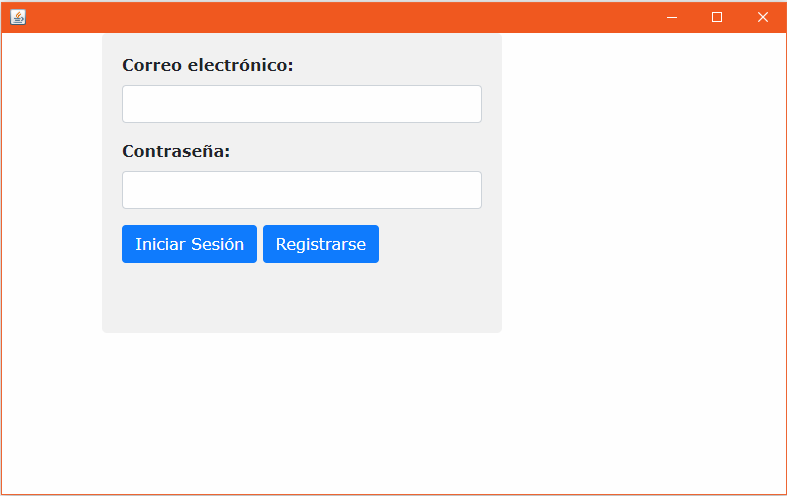 Correo electrónico:
Contraseña:
Iniciar Sesión Registrarse